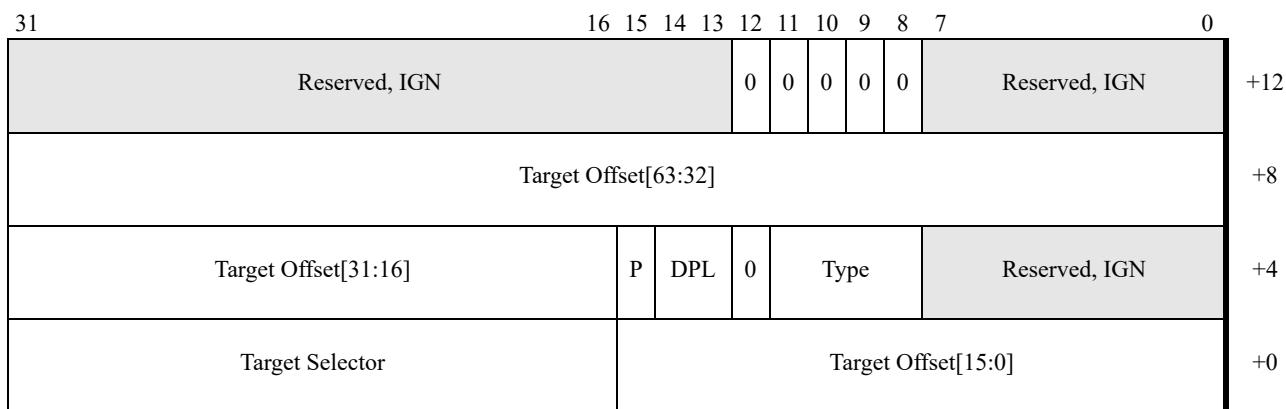 31 16 15 14 13 12 11 10 9 8 7 0
Reserved, IGN 0 0 0 0 0 Reserved, IGN +12
Target Offset[63:32] +8
Target Offset[31:16] P DPL 0 Type Reserved, IGN +4
Target Selector Target Offset[15:0] +0